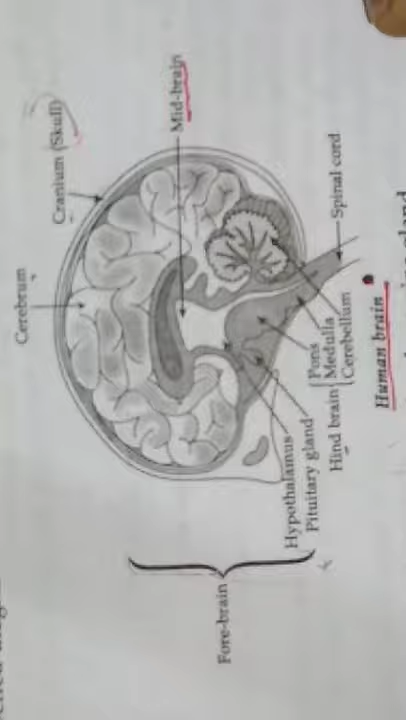 Cerebrum
Cranium (Skull)
Mid-brain
Fore-brain
Hypothalamus
Pituitary gland
Hind brain
Pons
Medulla
Cerebellum
Spinal cord
Human brain
gland